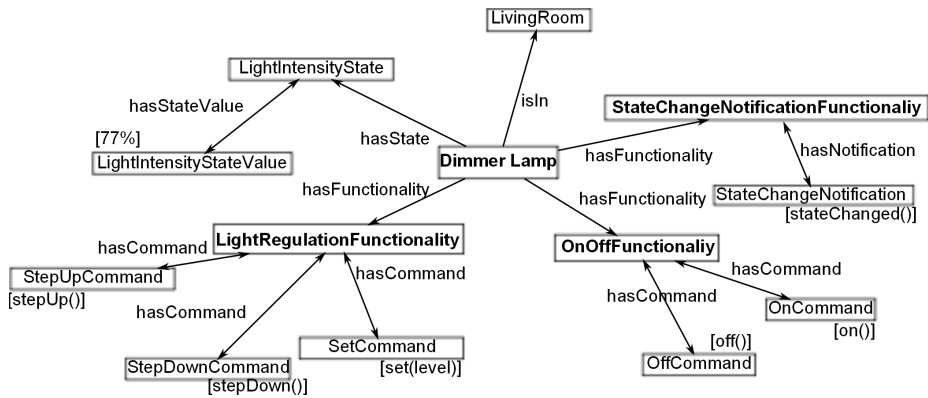 LivingRoom
LightIntensityState
hasStateValue
isIn
StateChangeNotificationFunctionaliy
[77%]
hasState
LightIntensityStateValue
Dimmer Lamp
hasFunctionality
hasNotification
hasFunctionality
StateChangeNotification
hasFunctionality
[stateChanged()]
LightRegulationFunctionality
hasCommand
OnOffFunctionaliy
StepUpCommand
hasCommand
hasCommand
[stepUp()]
hasCommand
hasCommand
OnCommand
[on()]
StepDownCommand
SetCommand
[off()]
[stepDown()]
[set(level)]
OffCommand